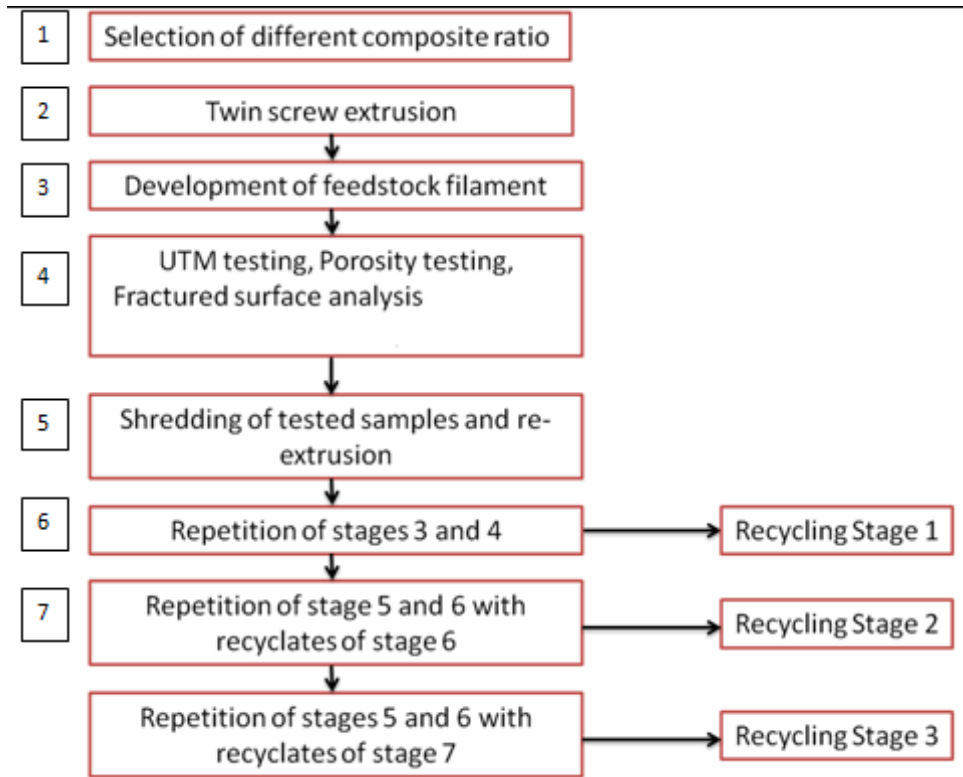 1
Selection of different composite ratio
2
Twin screw extrusion
3
Development of feedstock filament
4
UTM testing, Porosity testing,
Fractured surface analysis
5
Shredding of tested samples and re-
extrusion
6
Repetition of stages 3 and 4
Recycling Stage 1
7
Repetition of stage 5 and 6 with
recyclates of stage 6
Recycling Stage 2
Repetition of stages 5 and 6 with
recyclates of stage 7
Recycling Stage 3